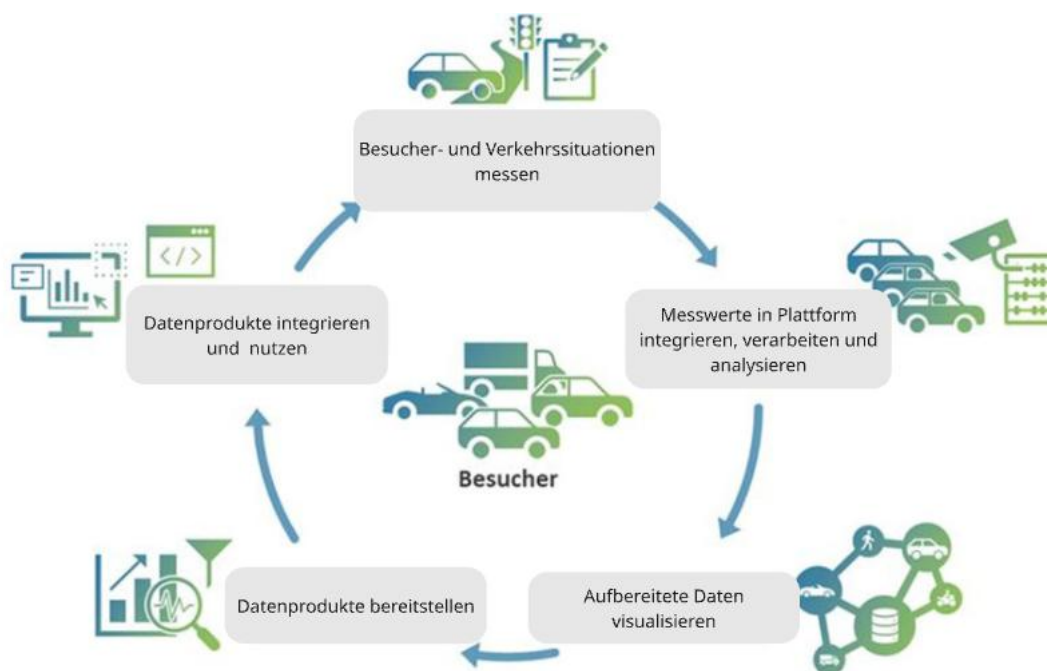 Besucher- und Verkehrssituationen
messen
Messwerte in Plattform
integrieren, verarbeiten und
analysieren
Aufbereitete Daten
visualisieren
Datenprodukte bereitstellen
Datenprodukte integrieren
und nutzen
</>
Besucher